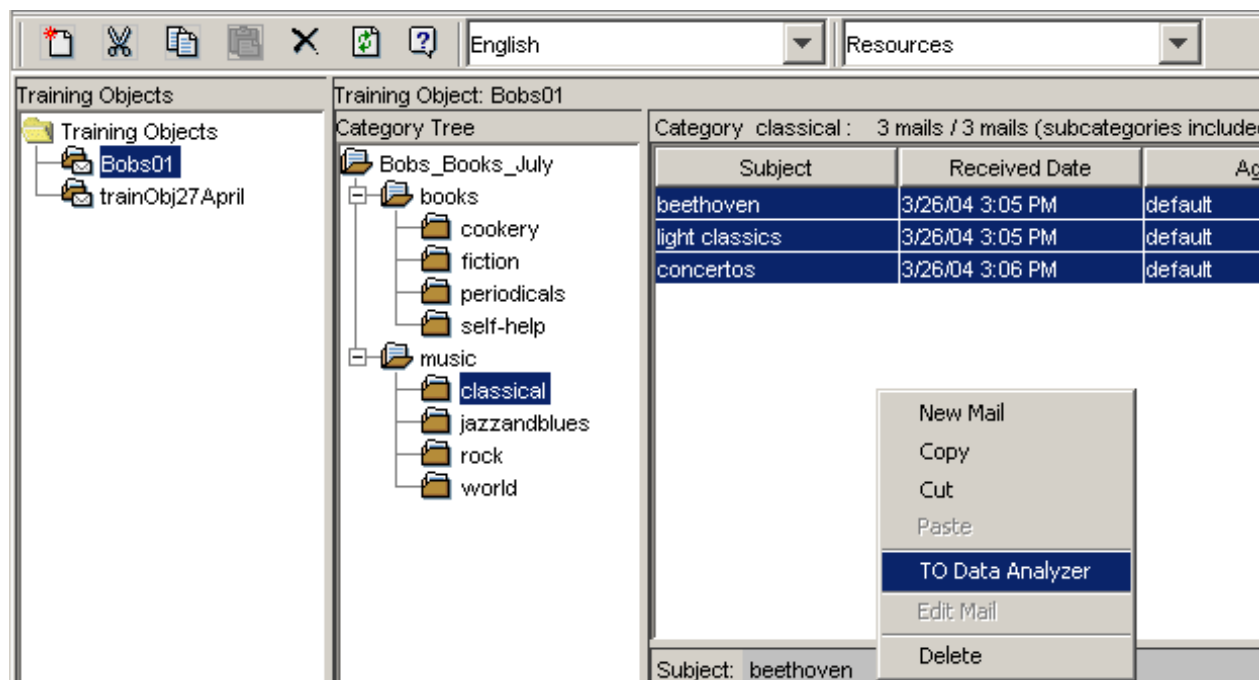 English
Resources
Training Objects
Training Objects
Bobs01
trainObj27April
Training Object: Bobs01
Category Tree
Bobs_Books_July
books
cookery
fiction
periodicals
self-help
music
classical
jazzandblues
rock
world
Category classical : 3 mails / 3 mails (subcategories included
Subject Received Date Ag
beethoven 3/26/04 3:05 PM default
light classics 3/26/04 3:05 PM default
concertos 3/26/04 3:06 PM default
New Mail
Copy
Cut
Paste
TO Data Analyzer
Edit Mail
Delete
Subject: beethoven